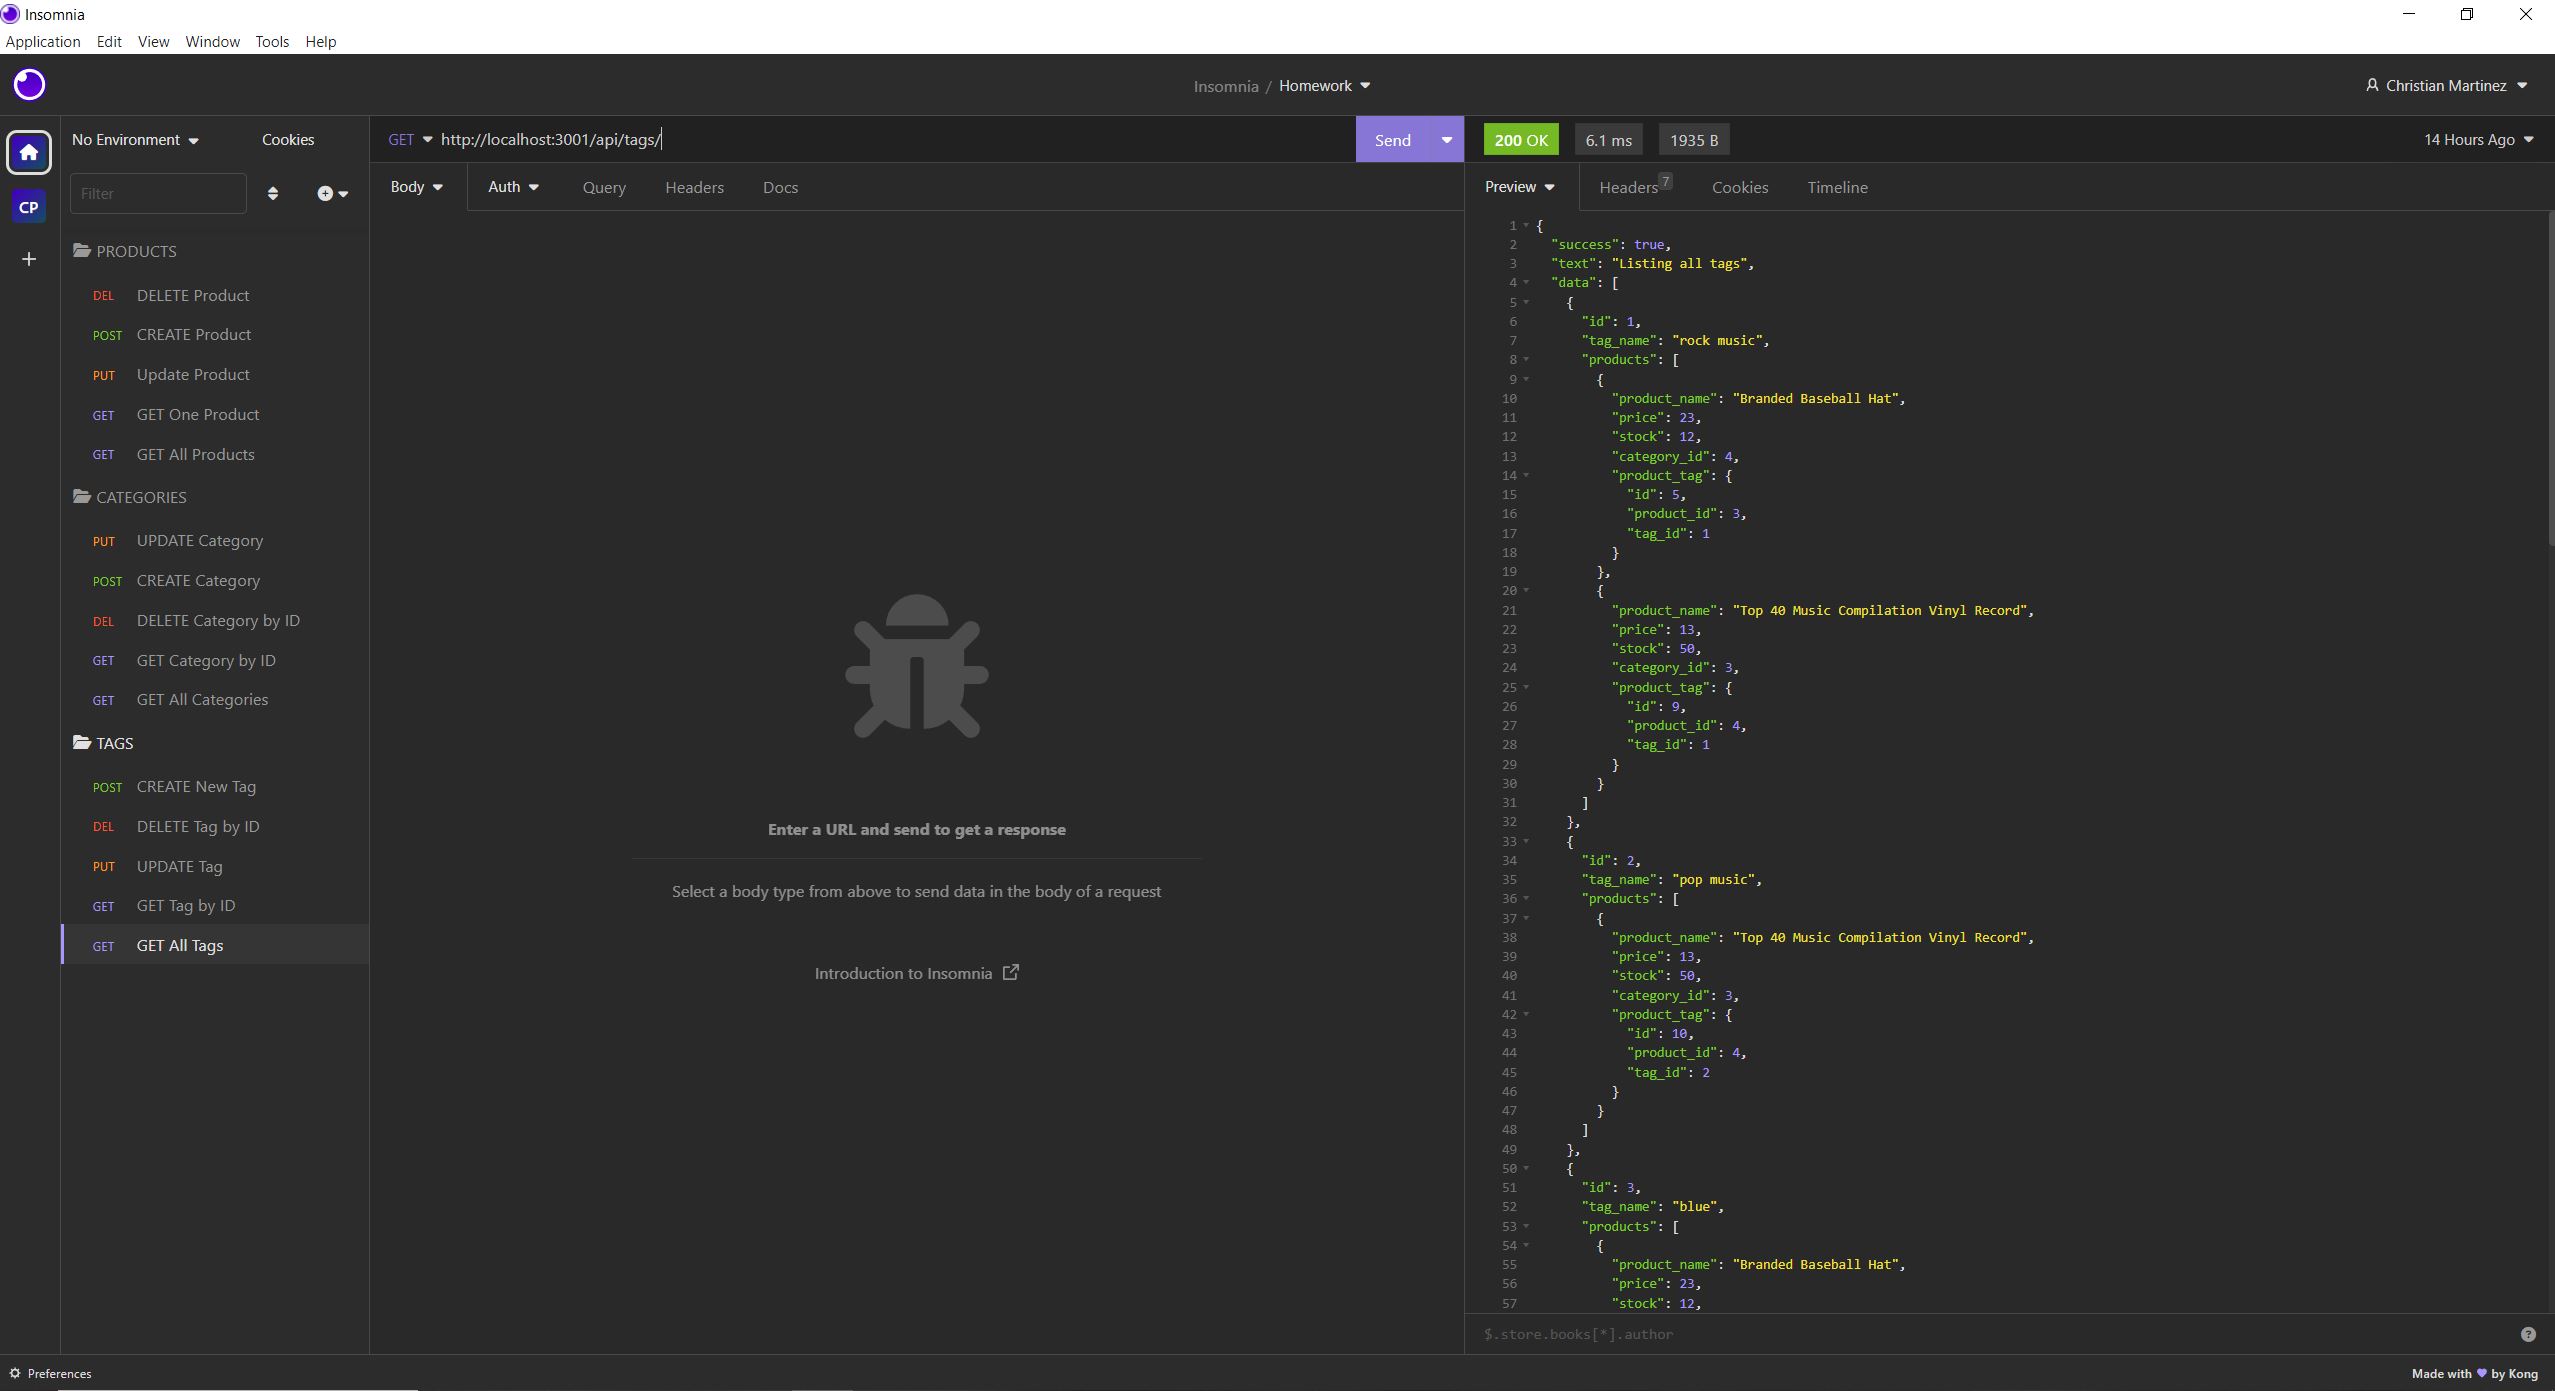 Insomnia
Application Edit View Window Tools Help
Insomnia / Homework
Christian Martinez
No Environment
Cookies
GET http://localhost:3001/api/tags/
Send
200 OK
6.1 ms
1935 B
14 Hours Ago
CP
Filter
Body
Auth
Query
Headers
Docs
Preview
Headers 7
Cookies
Timeline
PRODUCTS
DEL DELETE Product
POST CREATE Product
PUT Update Product
GET GET One Product
GET GET All Products
CATEGORIES
PUT UPDATE Category
POST CREATE Category
DEL DELETE Category by ID
GET GET Category by ID
GET GET All Categories
TAGS
POST CREATE New Tag
DEL DELETE Tag by ID
PUT UPDATE Tag
GET GET Tag by ID
GET GET All Tags
Enter a URL and send to get a response
Select a body type from above to send data in the body of a request
Introduction to Insomnia
1 {
2 "success": true,
3 "text": "Listing all tags",
4 "data": [
5 {
6 "id": 1,
7 "tag_name": "rock music",
8 "products": [
9 {
10 "product_name": "Branded Baseball Hat",
11 "price": 23,
12 "stock": 12,
13 "category_id": 4,
14 "product_tag": {
15 "id": 5,
16 "product_id": 3,
17 "tag_id": 1
18 }
19 },
20 {
21 "product_name": "Top 40 Music Compilation Vinyl Record",
22 "price": 13,
23 "stock": 50,
24 "category_id": 3,
25 "product_tag": {
26 "id": 9,
27 "product_id": 4,
28 "tag_id": 1
29 }
30 }
31 ]
32 },
33 {
34 "id": 2,
35 "tag_name": "pop music",
36 "products": [
37 {
38 "product_name": "Top 40 Music Compilation Vinyl Record",
39 "price": 13,
40 "stock": 50,
41 "category_id": 3,
42 "product_tag": {
43 "id": 10,
44 "product_id": 4,
45 "tag_id": 2
46 }
47 }
48 ]
49 },
50 {
51 "id": 3,
52 "tag_name": "blue",
53 "products": [
54 {
55 "product_name": "Branded Baseball Hat",
56 "price": 23,
57 "stock": 12,
$.store.books[*].author
Preferences
Made with 💜 by Kong